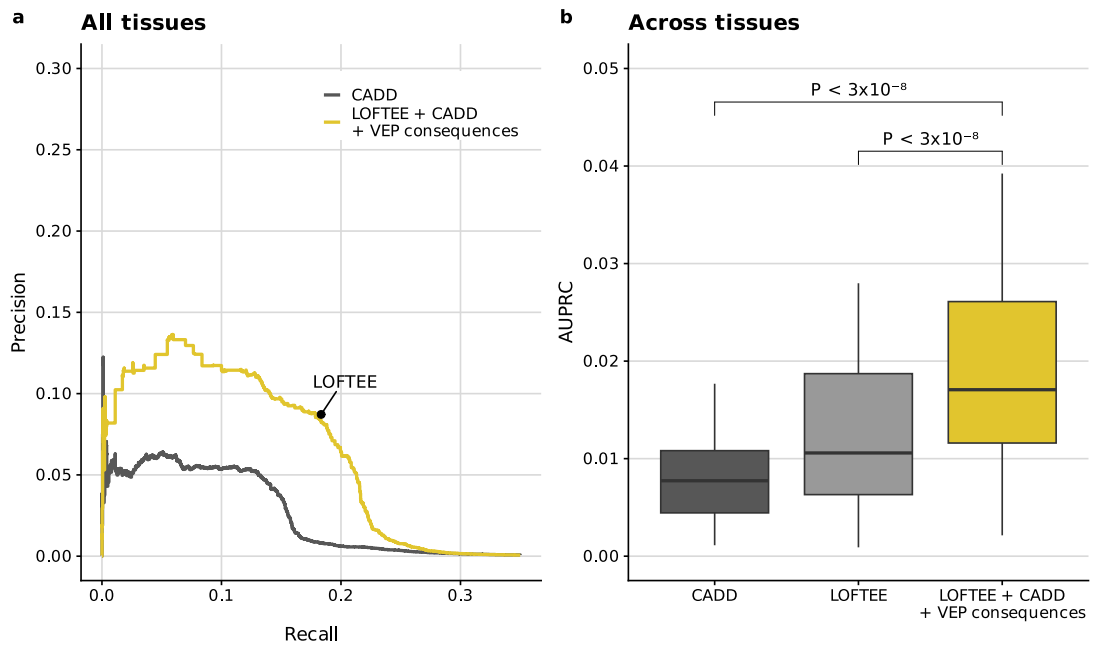 a
All tissues
0.30
0.25
0.20
0.15
0.10
0.05
0.00
Precision
CADD
LOFTEE + CADD
+ VEP consequences
LOFTEE
0.0
0.1
0.2
0.3
Recall
b
Across tissues
0.05
0.04
0.03
0.02
0.01
0.00
AUPRC
P < 3x10⁻⁸
P < 3x10⁻⁸
CADD
LOFTEE
LOFTEE + CADD
+ VEP consequences